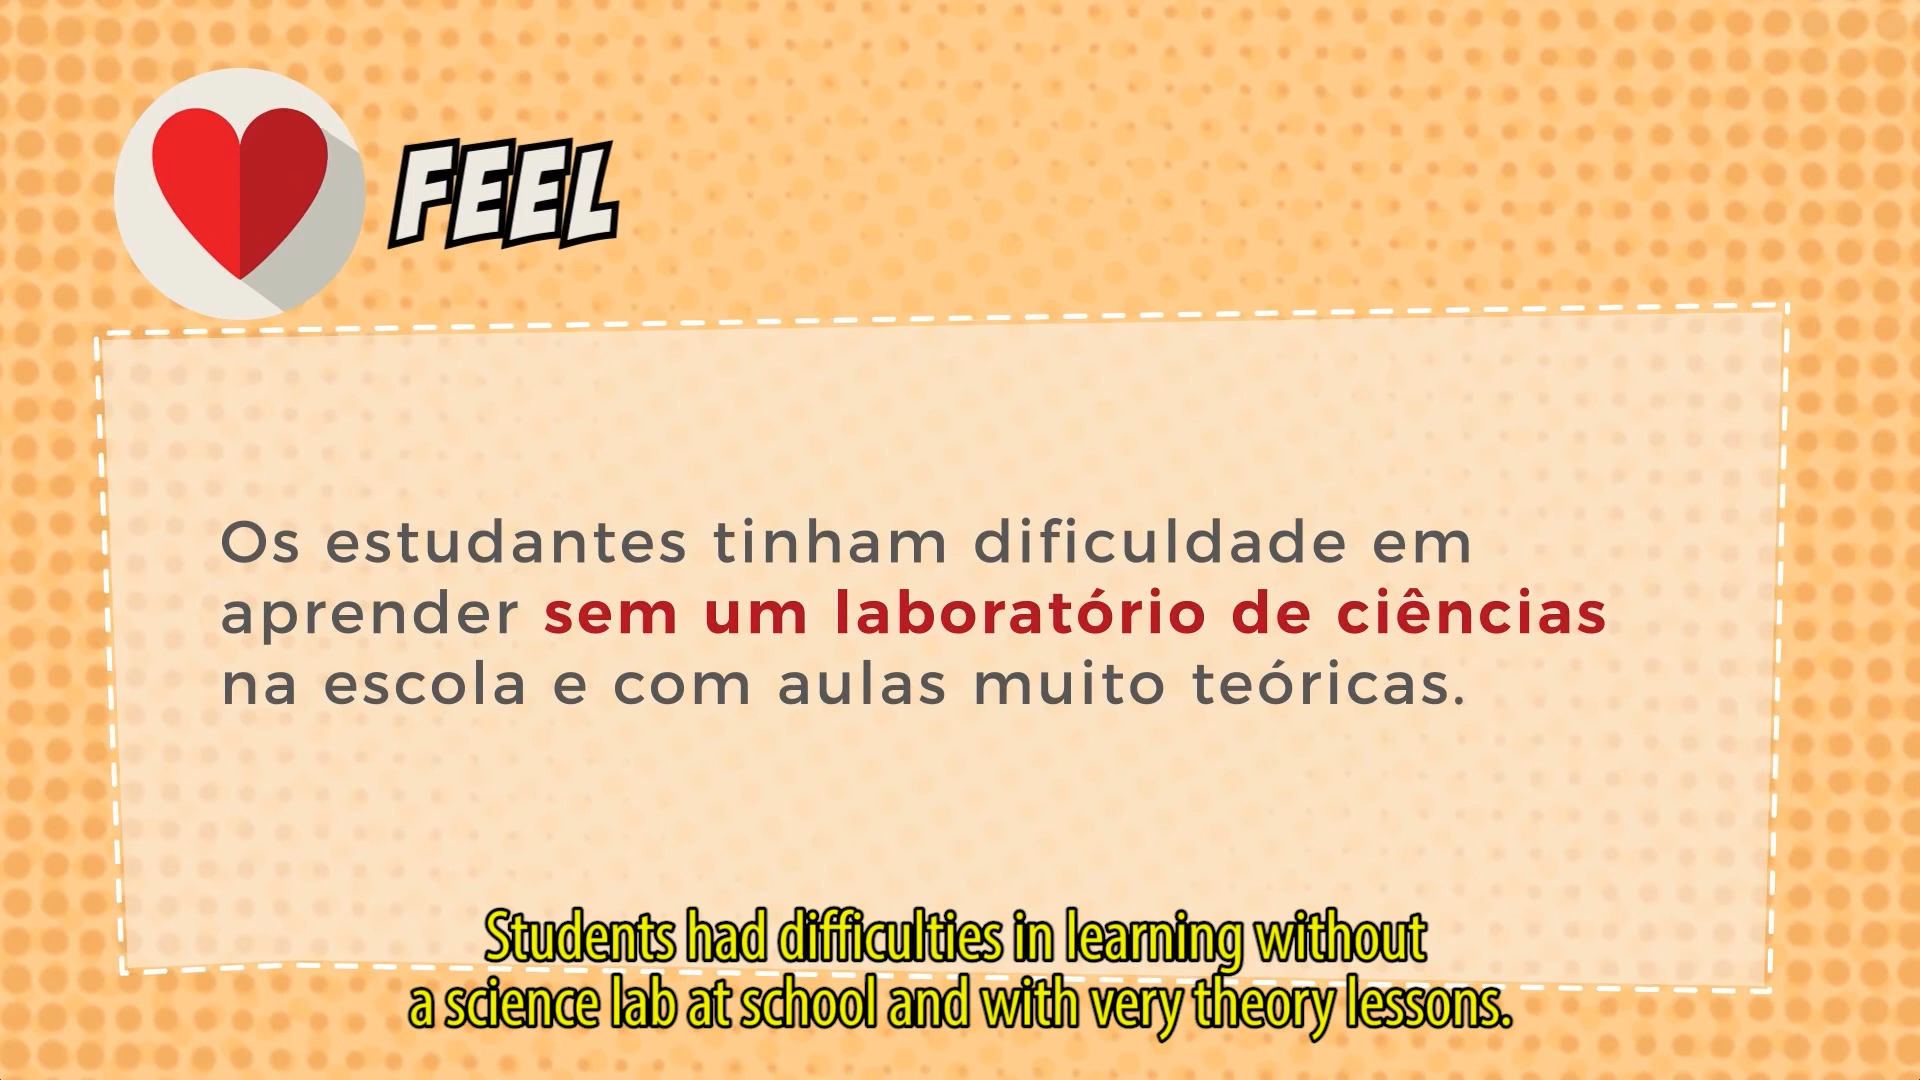 FEEL
Os estudantes tinham dificuldade em
aprender sem um laboratório de ciências
na escola e com aulas muito teóricas.
Students had difficulties in learning without
a science lab at school and with very theory lessons.